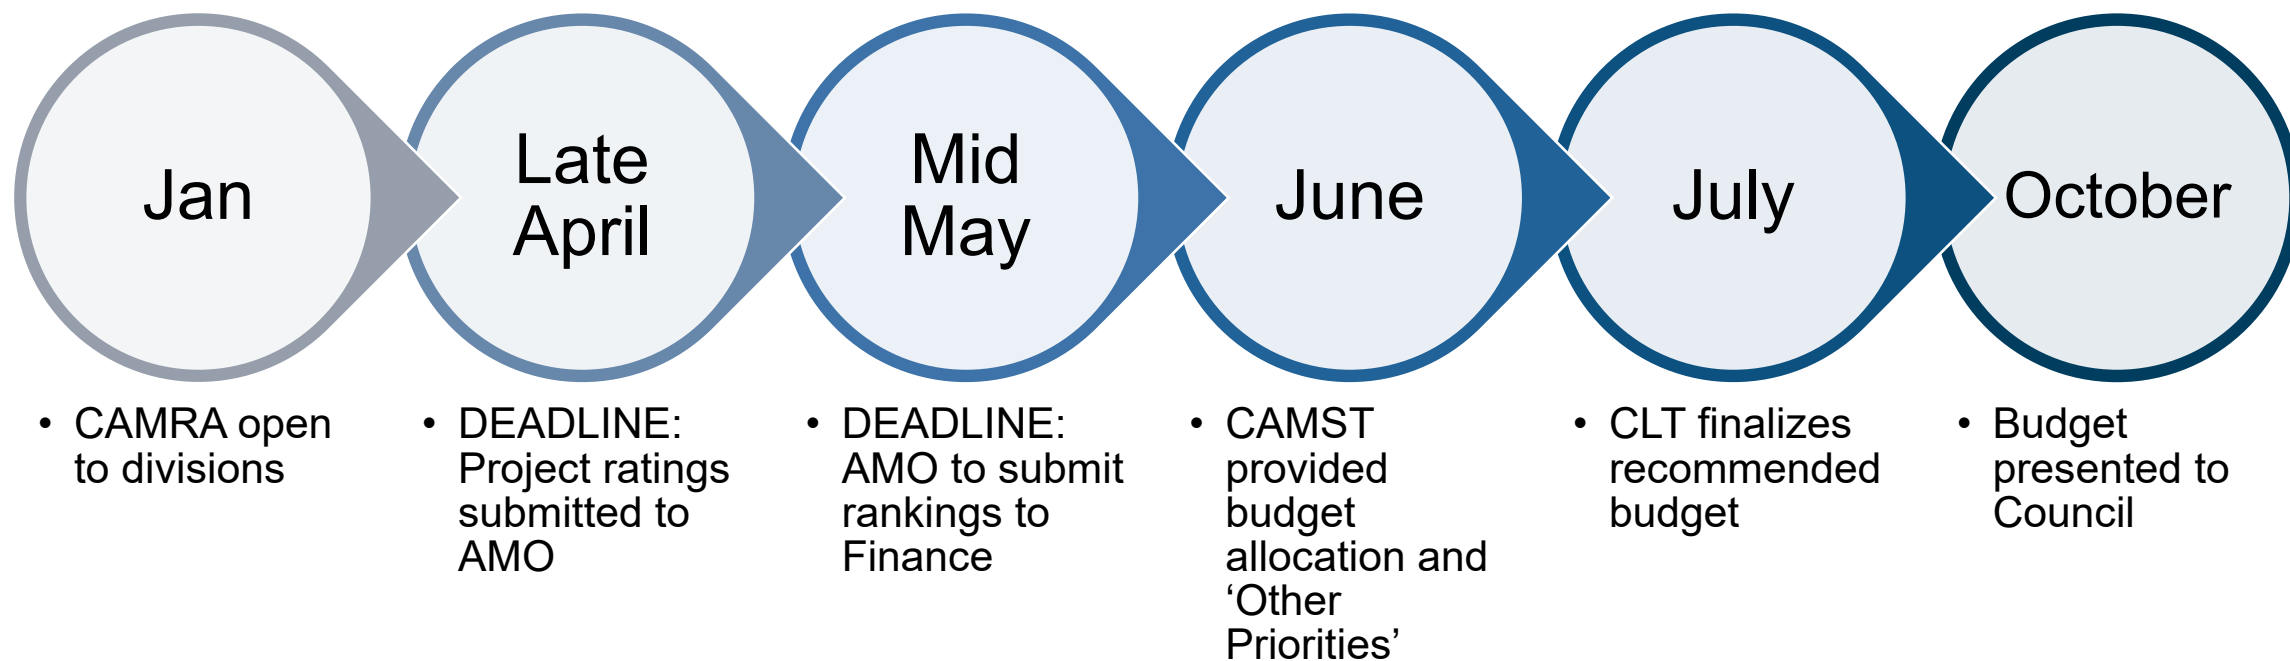 Jan
Late
April
Mid
May
June
July
October
• CAMRA open
to divisions
• DEADLINE:
Project ratings
submitted to
AMO
• DEADLINE:
AMO to submit
rankings to
Finance
• CAMST
provided
budget
allocation and
‘Other
Priorities’
• CLT finalizes
recommended
budget
• Budget
presented to
Council